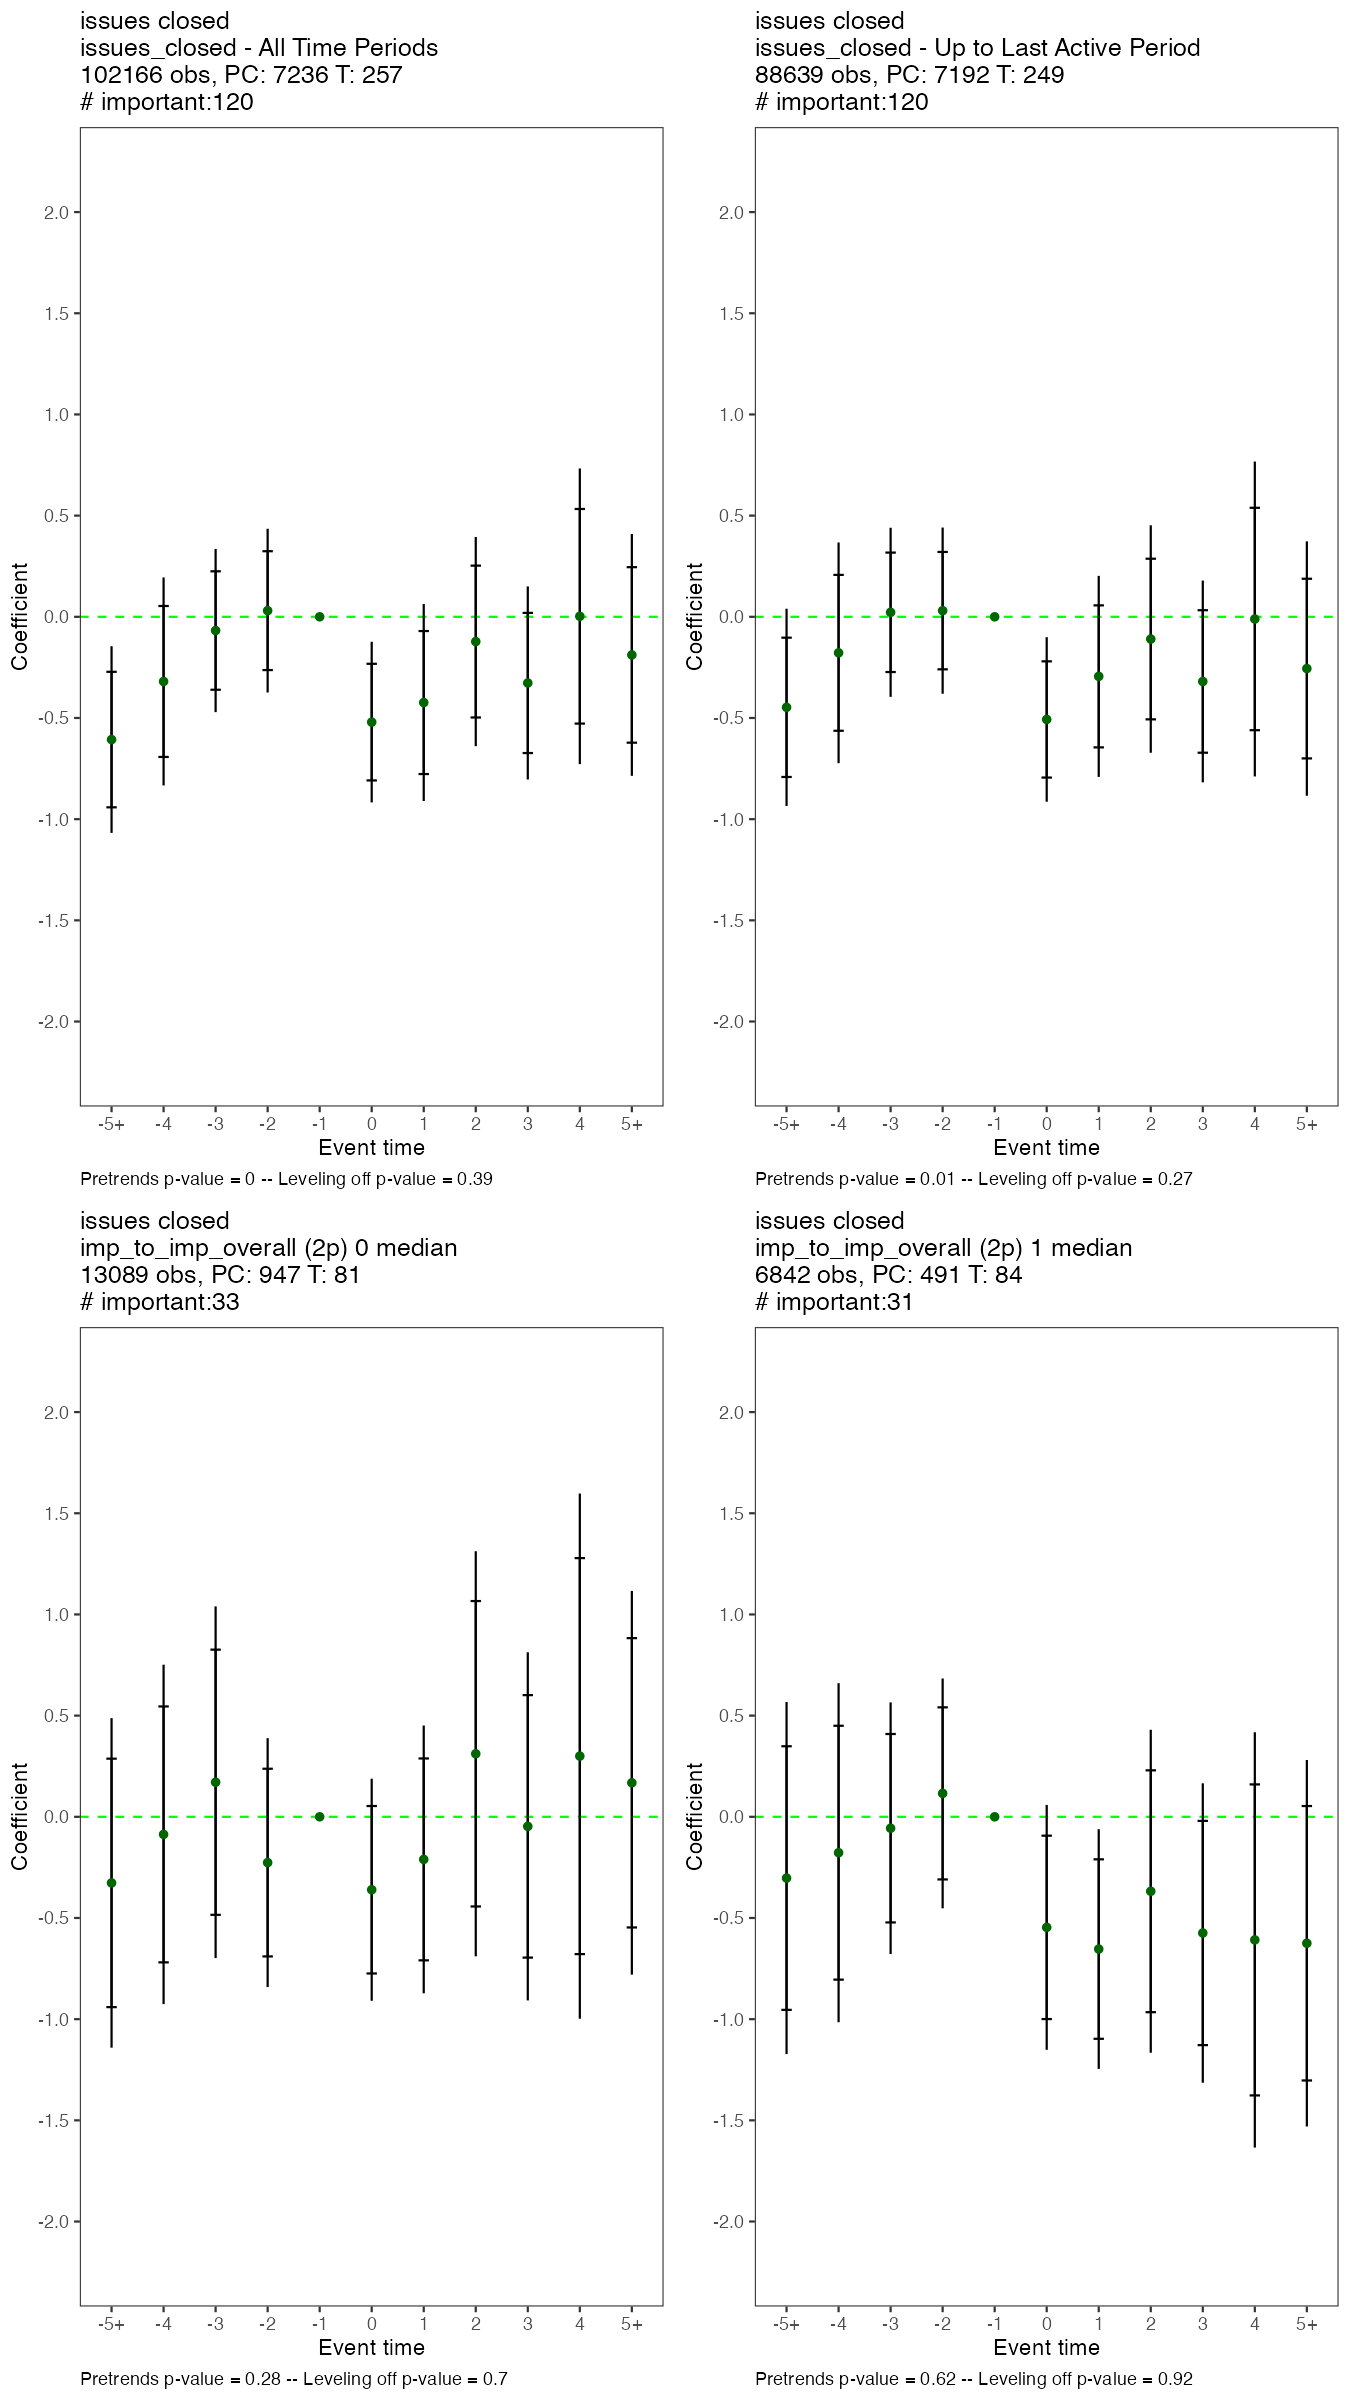 issues closed
issues_closed - All Time Periods
102166 obs, PC: 7236 T: 257
# important:120
2.0
1.5
1.0
0.5
0.0
-0.5
-1.0
-1.5
-2.0
Coefficient
-5+ -4 -3 -2 -1 0 1 2 3 4 5+
Event time
Pretrends p-value = 0 -- Leveling off p-value = 0.39
issues closed
issues_closed - Up to Last Active Period
88639 obs, PC: 7192 T: 249
# important:120
2.0
1.5
1.0
0.5
0.0
-0.5
-1.0
-1.5
-2.0
Coefficient
-5+ -4 -3 -2 -1 0 1 2 3 4 5+
Event time
Pretrends p-value = 0.01 -- Leveling off p-value = 0.27
issues closed
imp_to_imp_overall (2p) 0 median
13089 obs, PC: 947 T: 81
# important:33
2.0
1.5
1.0
0.5
0.0
-0.5
-1.0
-1.5
-2.0
Coefficient
-5+ -4 -3 -2 -1 0 1 2 3 4 5+
Event time
Pretrends p-value = 0.28 -- Leveling off p-value = 0.7
issues closed
imp_to_imp_overall (2p) 1 median
6842 obs, PC: 491 T: 84
# important:31
2.0
1.5
1.0
0.5
0.0
-0.5
-1.0
-1.5
-2.0
Coefficient
-5+ -4 -3 -2 -1 0 1 2 3 4 5+
Event time
Pretrends p-value = 0.62 -- Leveling off p-value = 0.92